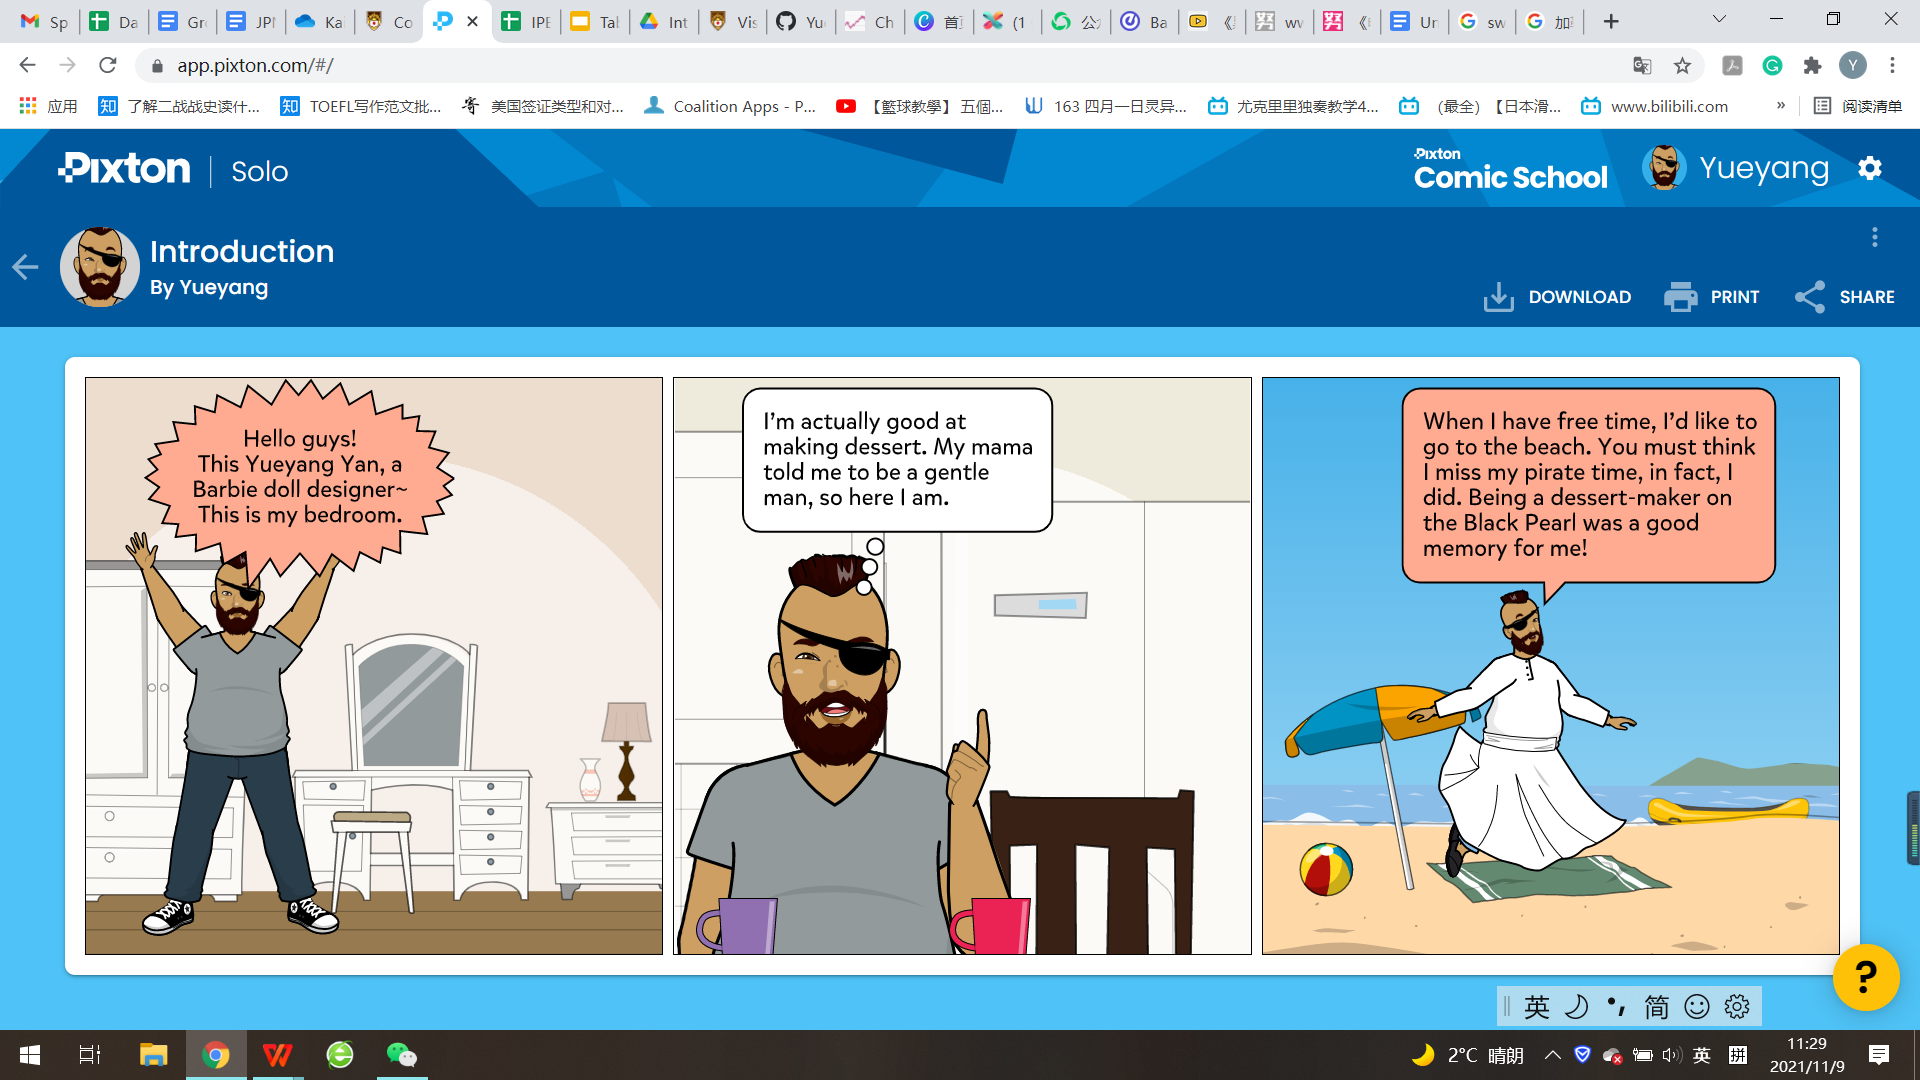 Sp
Da
Gr
JPN
Kai
Co
IPE
Tak
Int
Vis
Yu
Ch
首页
(1
公
Ba
《
wv
《
Un
sw
加
app.pixton.com/#/
Y
应用
知
了解二战战史读什...
知
TOEFL写作范文批...
美国签证类型和对...
Coalition Apps - P...
【籃球教學】 五個...
163 四月一日灵异...
尤克里里独奏教学4...
(最全) 【日本滑...
www.bilibili.com
»
阅读清单
Pixton
Solo
Pixton
Comic School
Yueyang
Introduction
By Yueyang
DOWNLOAD
PRINT
SHARE
Hello guys!
This Yueyang Yan, a
Barbie doll designer~
This is my bedroom.
I'm actually good at
making dessert. My mama
told me to be a gentle
man, so here I am.
When I have free time, I'd like to
go to the beach. You must think
I miss my pirate time, in fact, I
did. Being a dessert-maker on
the Black Pearl was a good
memory for me!
?
英
简
2°C 晴朗
英
拼
11:29
2021/11/9